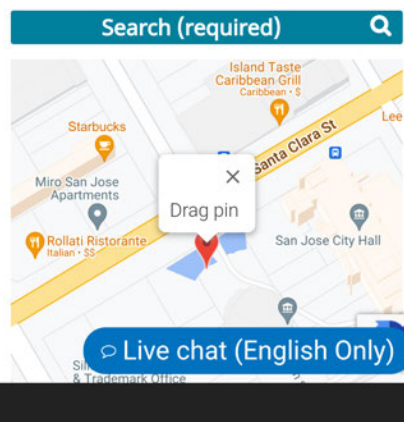 Search (required)
Island Taste
Caribbean Grill
Caribbean · $
Starbucks
Lee
Santa Clara St
Miro San Jose
Apartments
Drag pin
Rollati Ristorante
Italian · $$
San Jose City Hall
Live chat (English Only)
& Trademark Office